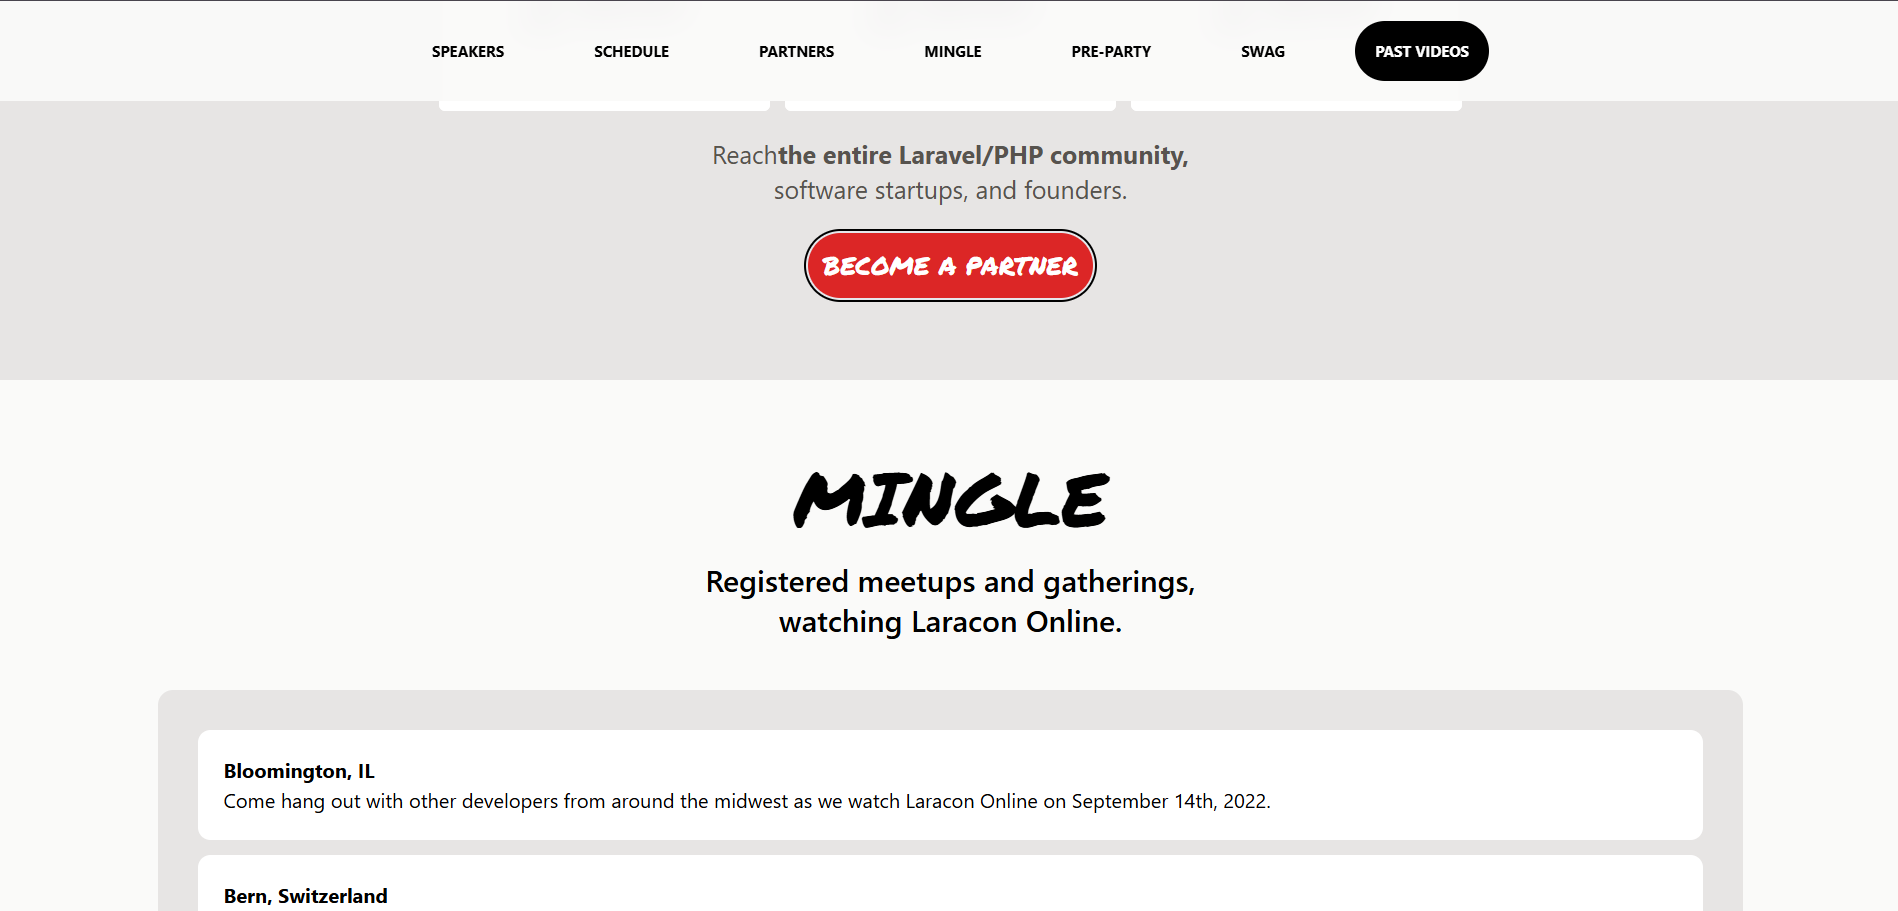 SPEAKERS SCHEDULE PARTNERS MINGLE PRE-PARTY SWAG PAST VIDEOS
Reachthe entire Laravel/PHP community,
software startups, and founders.
BECOME A PARTNER
MINGLE
Registered meetups and gatherings,
watching Laracon Online.
Bloomington, IL
Come hang out with other developers from around the midwest as we watch Laracon Online on September 14th, 2022.
Bern, Switzerland